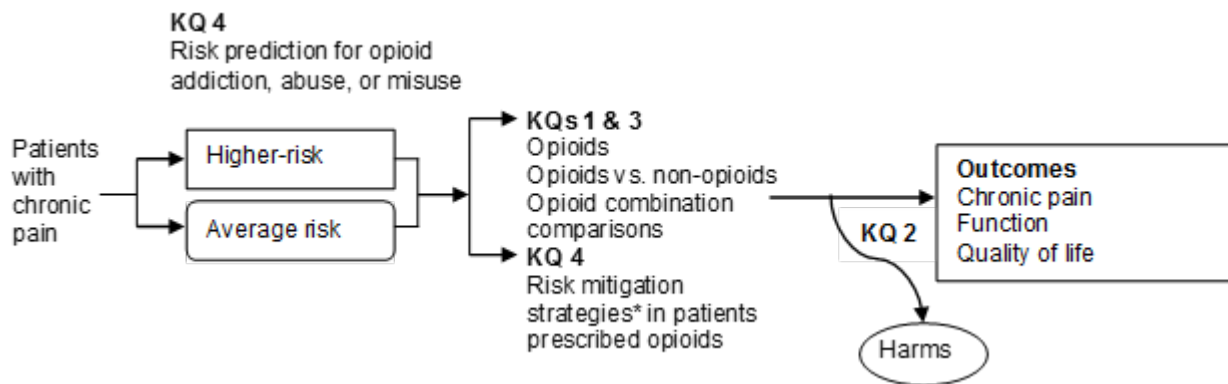 KQ 4
Risk prediction for opioid
addiction, abuse, or misuse
Patients
with
chronic
pain
Higher-risk
Average risk
KQs 1 & 3
Opioids
Opioids vs. non-opioids
Opioid combination
comparisons
KQ 4
Risk mitigation
strategies* in patients
prescribed opioids
KQ 2
Harms
Outcomes
Chronic pain
Function
Quality of life